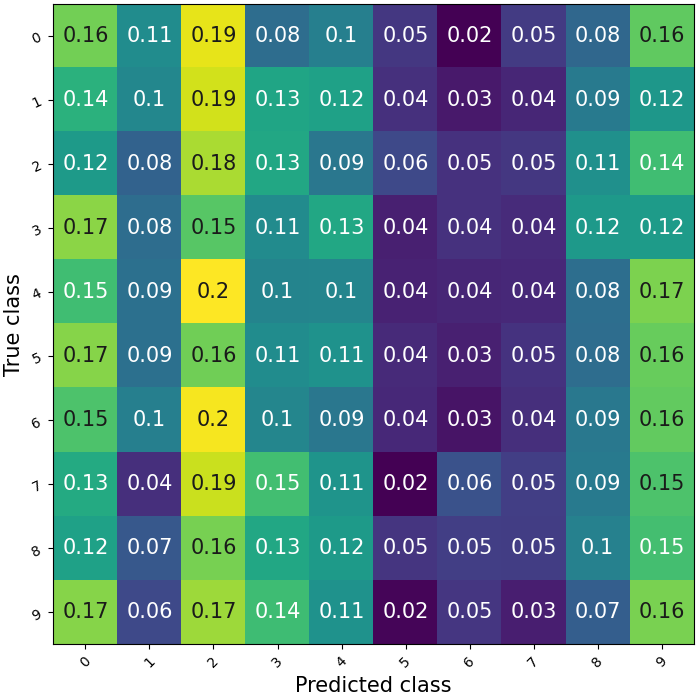 True class
0 0.16 0.11 0.19 0.08 0.1 0.05 0.02 0.05 0.08 0.16
1 0.14 0.1 0.19 0.13 0.12 0.04 0.03 0.04 0.09 0.12
2 0.12 0.08 0.18 0.13 0.09 0.06 0.05 0.05 0.11 0.14
3 0.17 0.08 0.15 0.11 0.13 0.04 0.04 0.04 0.12 0.12
4 0.15 0.09 0.2 0.1 0.1 0.04 0.04 0.04 0.08 0.17
5 0.17 0.09 0.16 0.11 0.11 0.04 0.03 0.05 0.08 0.16
6 0.15 0.1 0.2 0.1 0.09 0.04 0.03 0.04 0.09 0.16
7 0.13 0.04 0.19 0.15 0.11 0.02 0.06 0.05 0.09 0.15
8 0.12 0.07 0.16 0.13 0.12 0.05 0.05 0.05 0.1 0.15
9 0.17 0.06 0.17 0.14 0.11 0.02 0.05 0.03 0.07 0.16
0 1 2 3 4 5 6 7 8 9
Predicted class